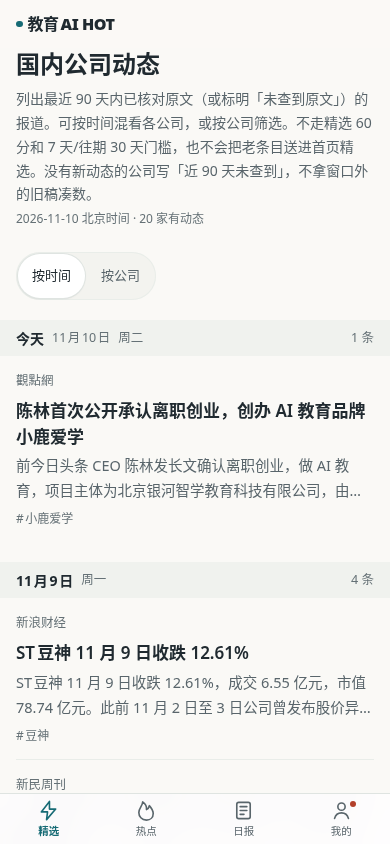 教育 AI HOT
国内公司动态
列出最近 90 天内已核对原文（或标明「未查到原文」）的
报道。可按时间混看各公司，或按公司筛选。不走精选 60
分和 7 天/往期 30 天门槛，也不会把老条目送进首页精
选。没有新动态的公司写「近 90 天未查到」，不拿窗口外
的旧稿凑数。
2026-11-10 北京时间 · 20 家有动态
按时间 按公司
今天 11月10日 周二 1 条
觀點網
陈林首次公开承认离职创业，创办 AI 教育品牌
小鹿爱学
前今日头条 CEO 陈林发长文确认离职创业，做 AI 教
育，项目主体为北京银河智学教育科技有限公司，由...
#小鹿爱学
11月9日 周一 4 条
新浪财经
ST豆神 11 月 9 日收跌 12.61%
ST豆神 11 月 9 日收跌 12.61%，成交 6.55 亿元，市值
78.74 亿元。此前 11 月 2 日至 3 日公司曾发布股价异...
#豆神
新民周刊
精选 热点 日报 我的